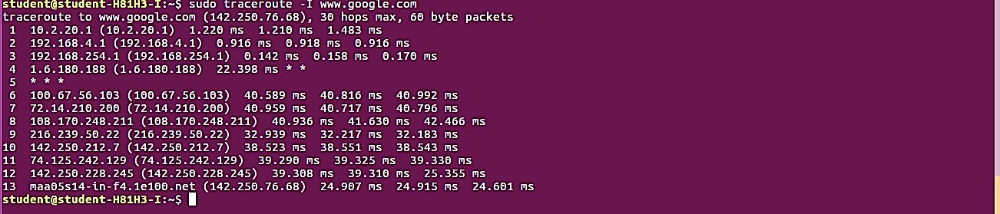 student@student-H81H3-I:~$ sudo traceroute -I www.google.com
traceroute to www.google.com (142.250.76.68), 30 hops max, 60 byte packets
 1  10.2.20.1 (10.2.20.1)  1.220 ms  1.210 ms  1.483 ms
 2  192.168.4.1 (192.168.4.1)  0.916 ms  0.918 ms  0.916 ms
 3  192.168.254.1 (192.168.254.1)  0.142 ms  0.158 ms  0.170 ms
 4  1.6.180.188 (1.6.180.188)  22.398 ms * *
 5  * * *
 6  100.67.56.103 (100.67.56.103)  40.589 ms  40.816 ms  40.992 ms
 7  72.14.210.200 (72.14.210.200)  40.959 ms  40.717 ms  40.796 ms
 8  108.170.248.211 (108.170.248.211)  40.936 ms  41.630 ms  42.466 ms
 9  216.239.50.22 (216.239.50.22)  32.939 ms  32.217 ms  32.183 ms
10  142.250.212.7 (142.250.212.7)  38.523 ms  38.551 ms  38.543 ms
11  74.125.242.129 (74.125.242.129)  39.290 ms  39.325 ms  39.330 ms
12  142.250.228.245 (142.250.228.245)  39.308 ms  39.310 ms  25.355 ms
13  maa05s14-in-f4.1e100.net (142.250.76.68)  24.907 ms  24.915 ms  24.601 ms
student@student-H81H3-I:~$